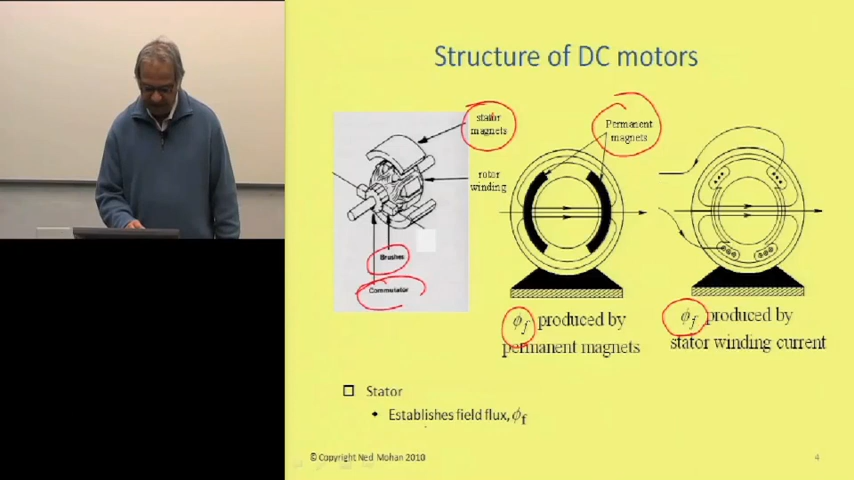 Structure of DC motors
stator
magnets
rotor
winding
Brushes
Commutator
Permanent
magnets
ϕf produced by
permanent magnets
ϕf produced by
stator winding current
Stator
• Establishes field flux, ϕf
© Copyright Ned Mohan 2010
4